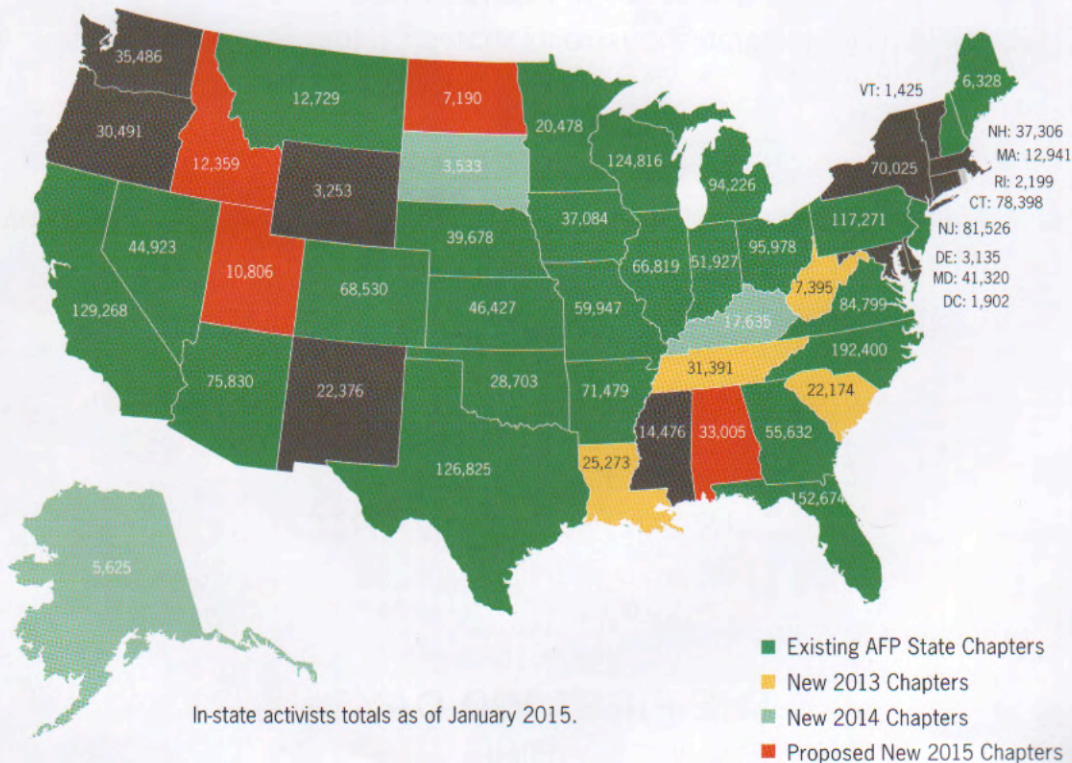 35,486
12,729
7,190
20,478
6,328
VT: 1,425
30,491
12,359
3,253
3,533
124,816
94,226
70,025
NH: 37,306
MA: 12,941
RI: 2,199
CT: 78,398
NJ: 81,526
DE: 3,135
MD: 41,320
DC: 1,902
44,923
10,806
39,678
37,084
117,271
129,268
68,530
46,427
59,947
66,819
51,927
95,978
7,395
84,799
17,635
192,400
75,830
22,376
28,703
71,479
31,391
22,174
126,825
25,273
14,476
33,005
55,632
152,674
5,625
In-state activists totals as of January 2015.
Existing AFP State Chapters
New 2013 Chapters
New 2014 Chapters
Proposed New 2015 Chapters